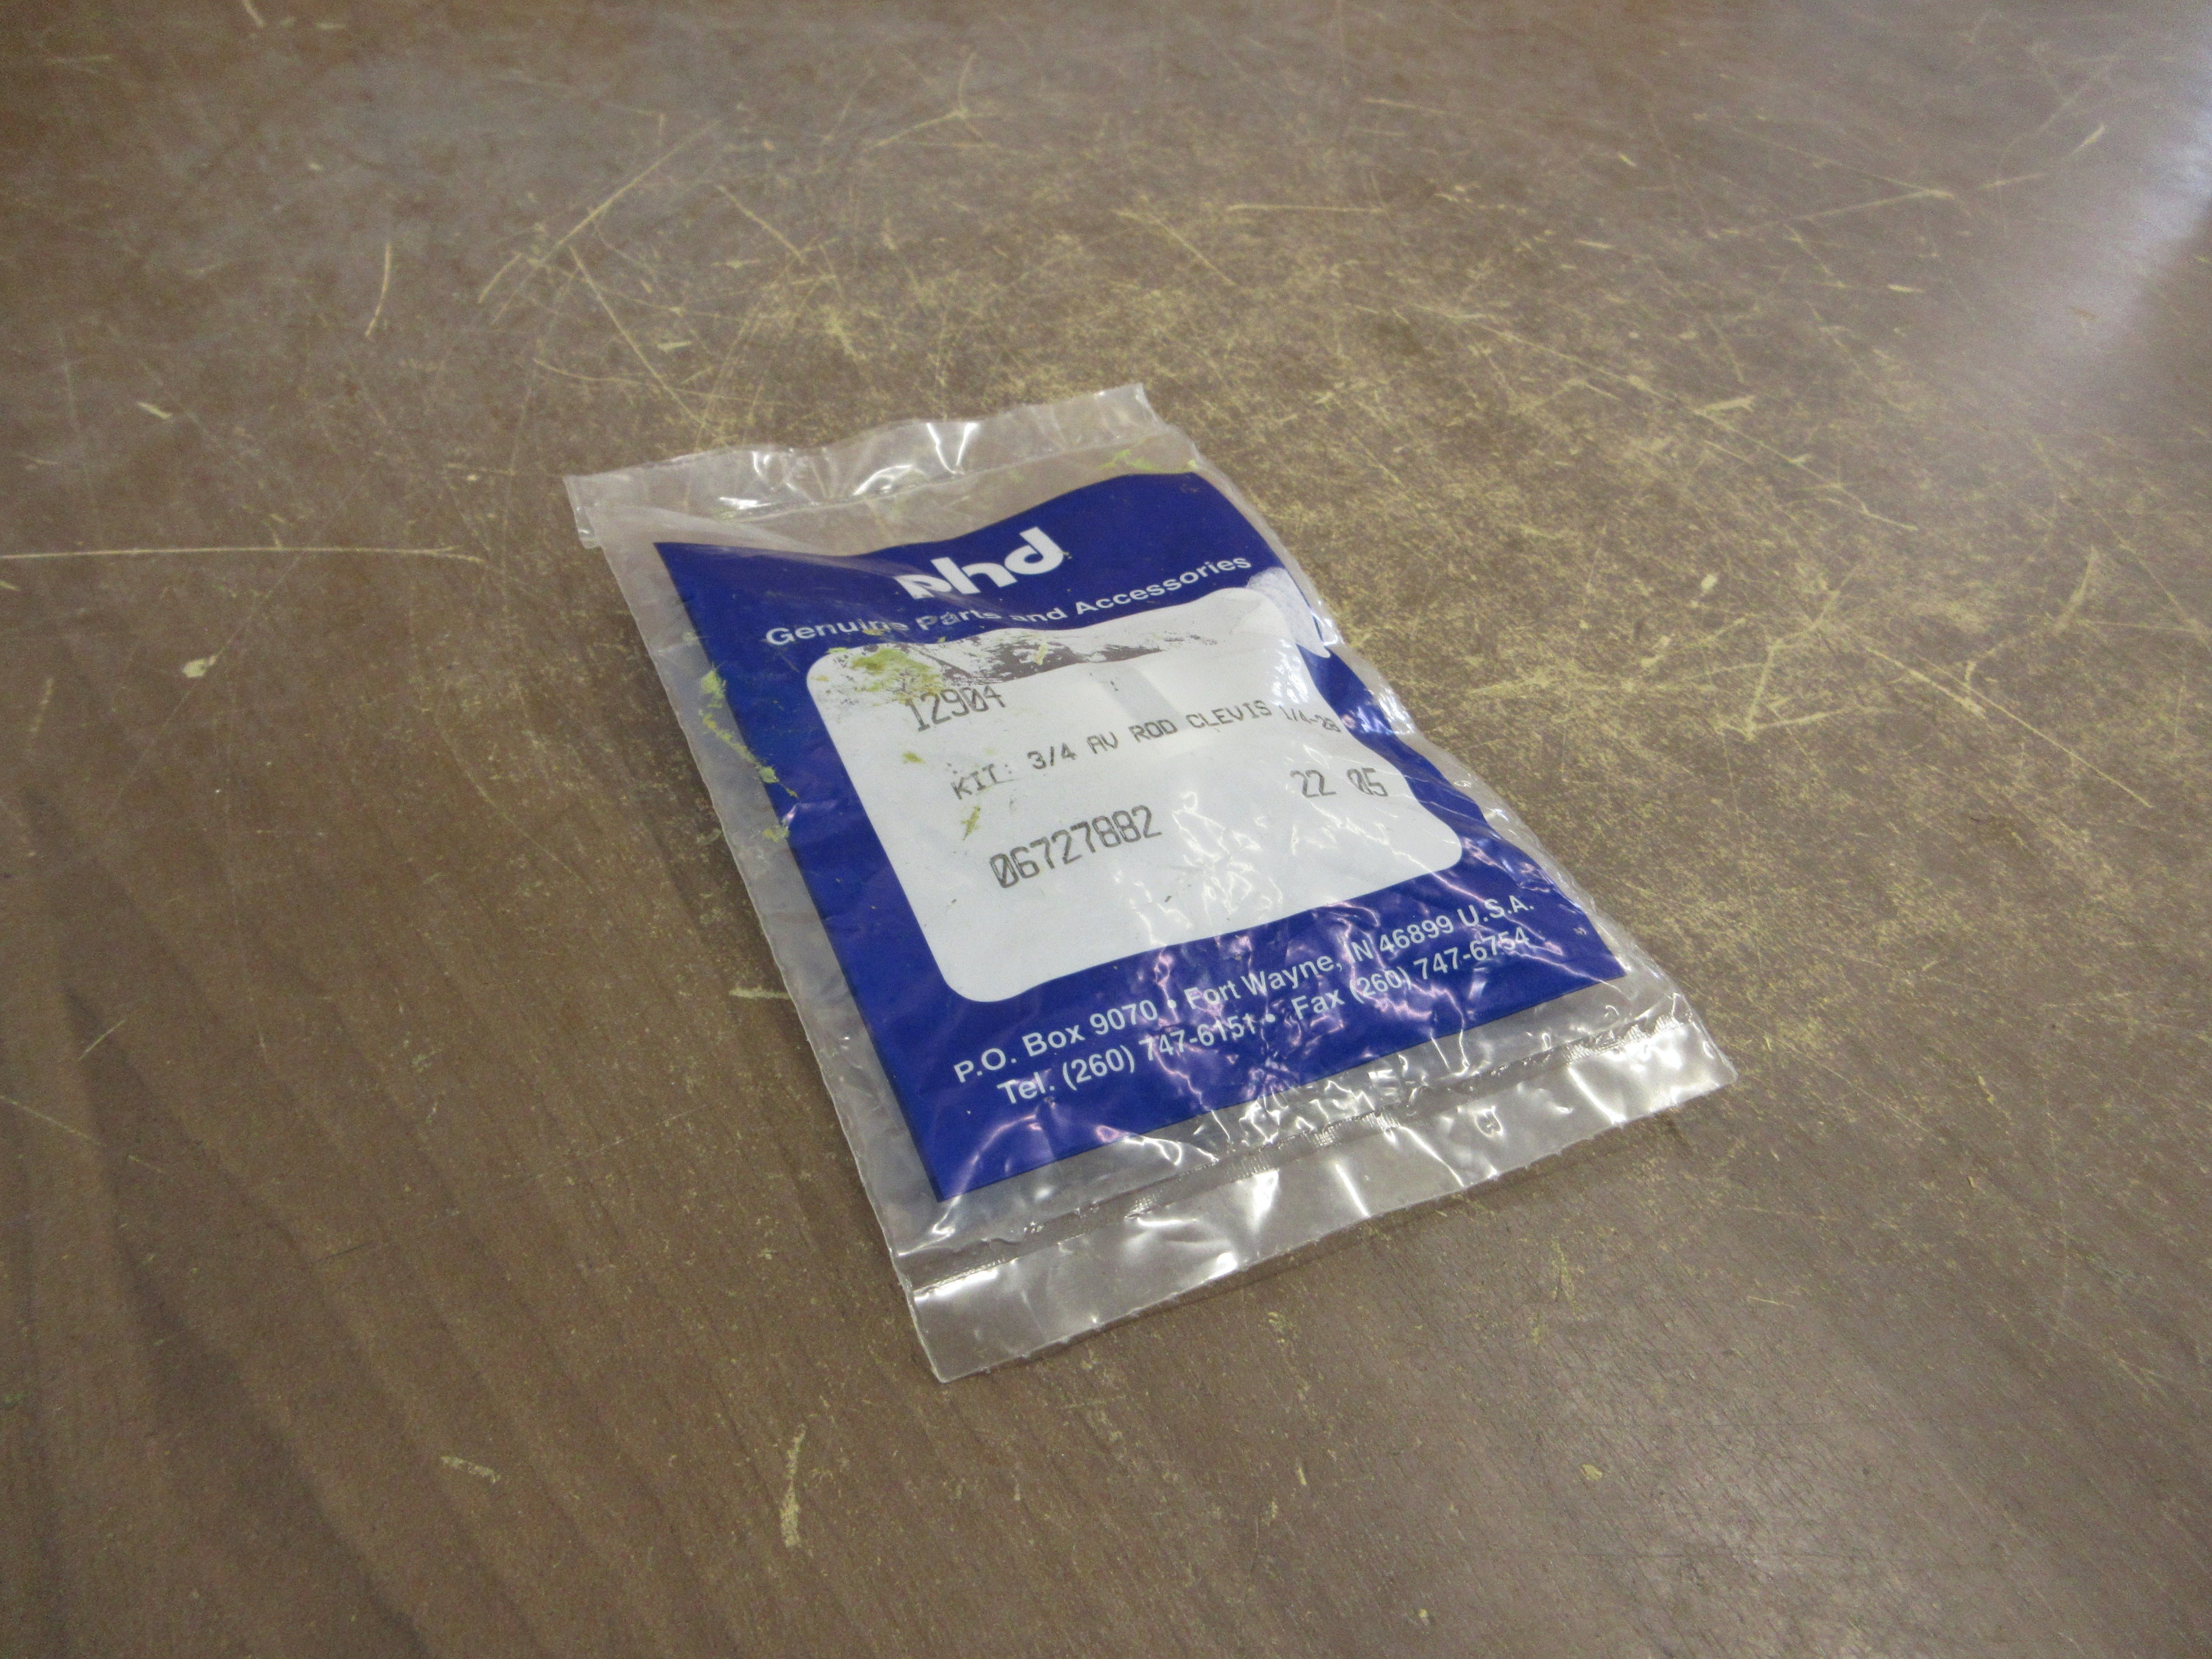 phd
Genuine Parts and Accessories
12904
KIT: 3/4 AV ROD CLEVIS 1/4-28
22 05
06727882
P.O. Box 9070 • Fort Wayne, IN 46899 U.S.A.
Tel. (260) 747-6151 • Fax (260) 747-6754